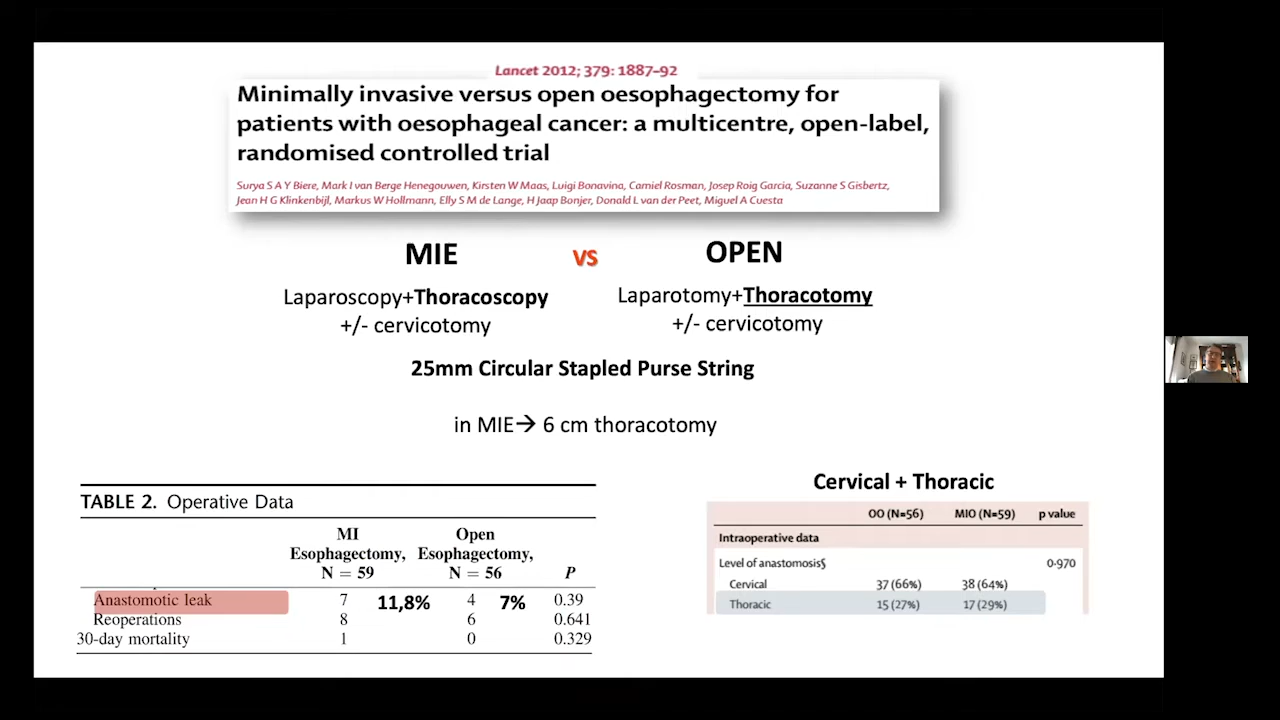 Lancet 2012; 379: 1887–92
Minimally invasive versus open oesophagectomy for
patients with oesophageal cancer: a multicentre, open-label,
randomised controlled trial
Surya S A Y Biere, Mark I van Berge Henegouwen, Kirsten W Maas, Luigi Bonavina, Camiel Rosman, Josep Roig Garcia, Suzanne S Gisbertz,
Jean H G Klinkenbijl, Markus W Hollmann, Elly S M de Lange, H Jaap Bonjer, Donald L van der Peet, Miguel A Cuesta
MIE vs OPEN
Laparoscopy+Thoracoscopy Laparotomy+Thoracotomy
+/- cervicotomy +/- cervicotomy
25mm Circular Stapled Purse String
in MIE→ 6 cm thoracotomy
TABLE 2. Operative Data
MI Open
Esophagectomy, Esophagectomy,
N = 59 N = 56 P
Anastomotic leak 7 11,8% 4 7% 0.39
Reoperations 8 6 0.641
30-day mortality 1 0 0.329
Cervical + Thoracic
OO (N=56) MIO (N=59) p value
Intraoperative data
Level of anastomosis§ 0·970
Cervical 37 (66%) 38 (64%)
Thoracic 15 (27%) 17 (29%)